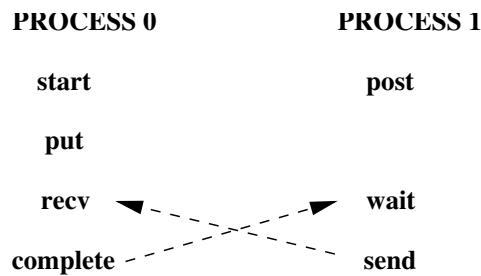 PROCESS 0 PROCESS 1
start post
put
recv wait
complete send